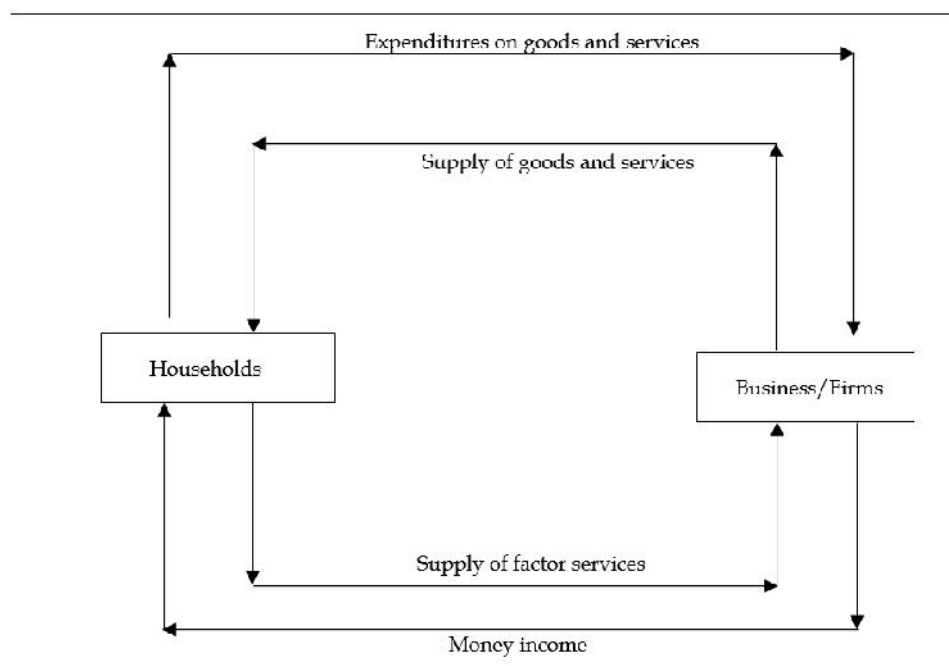 Expenditures on goods and services
Supply of goods and services
Households
Business/Firms
Supply of factor services
Money income